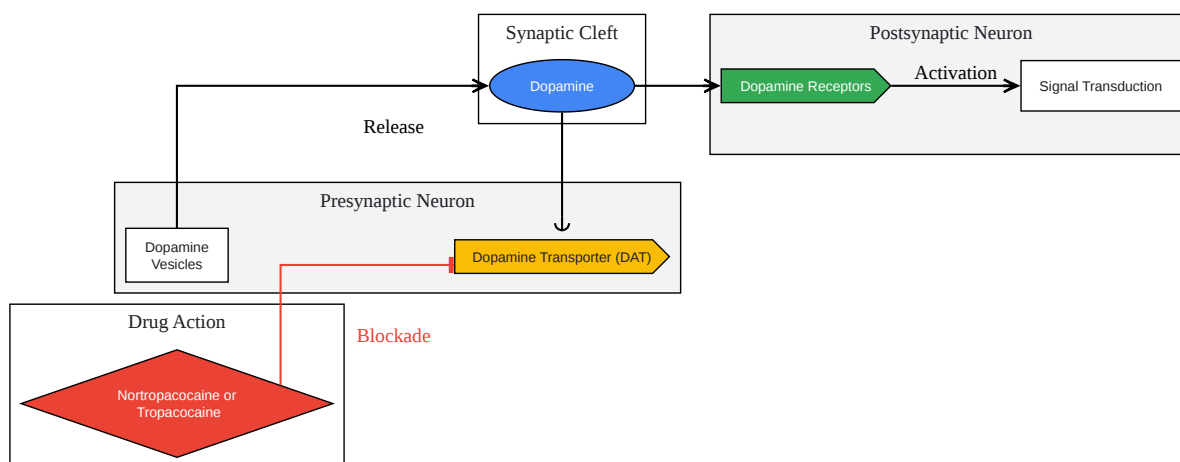 Synaptic Cleft
Postsynaptic Neuron
Dopamine
Dopamine Receptors
Activation
Signal Transduction
Release
Presynaptic Neuron
Dopamine
Vesicles
Dopamine Transporter (DAT)
Drug Action
Blockade
Nortropacocaine or
Tropacocaine